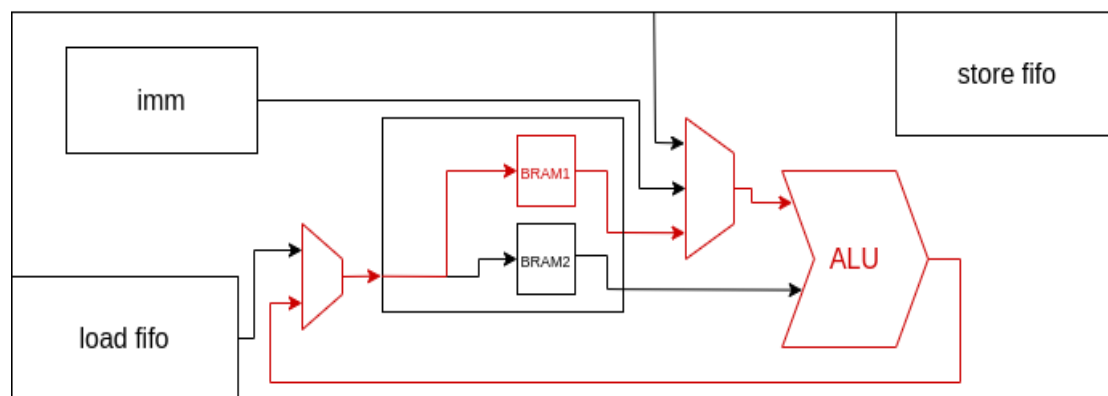 store fifo
imm
BRAM1
BRAM2
ALU
load fifo